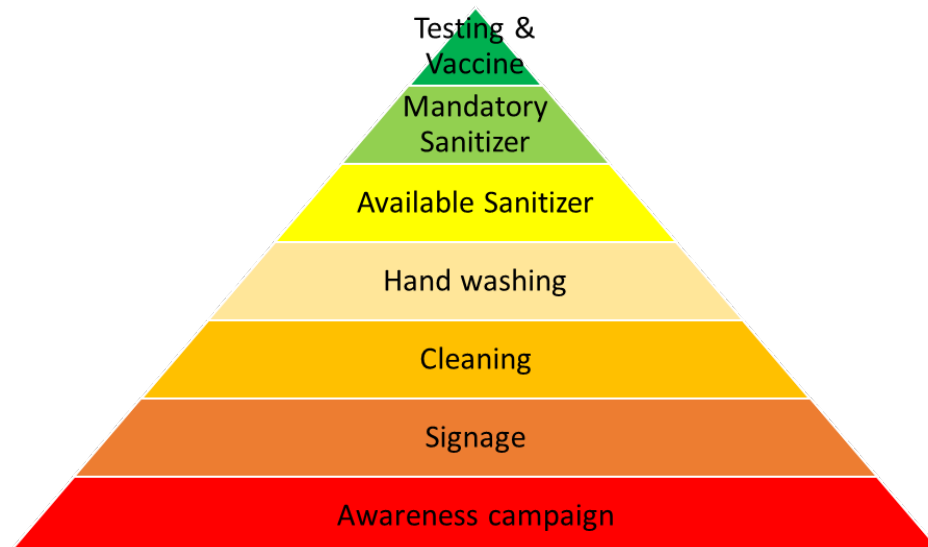 Testing &
Vaccine
Mandatory
Sanitizer
Available Sanitizer
Hand washing
Cleaning
Signage
Awareness campaign